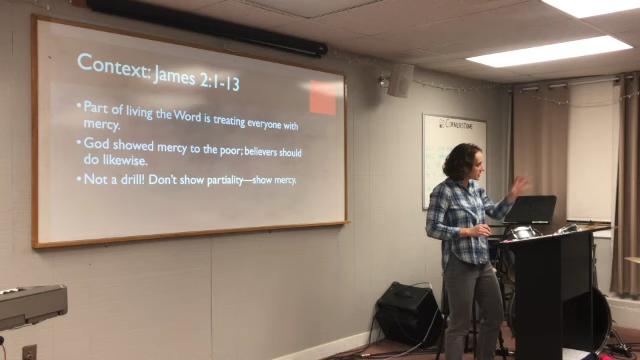 Context: James 2:1-13
•Part of living the Word is treating everyone with
mercy.
•God showed mercy to the poor; believers should
do likewise.
•Not a drill! Don't show partiality—show mercy.
CORNERSTONE